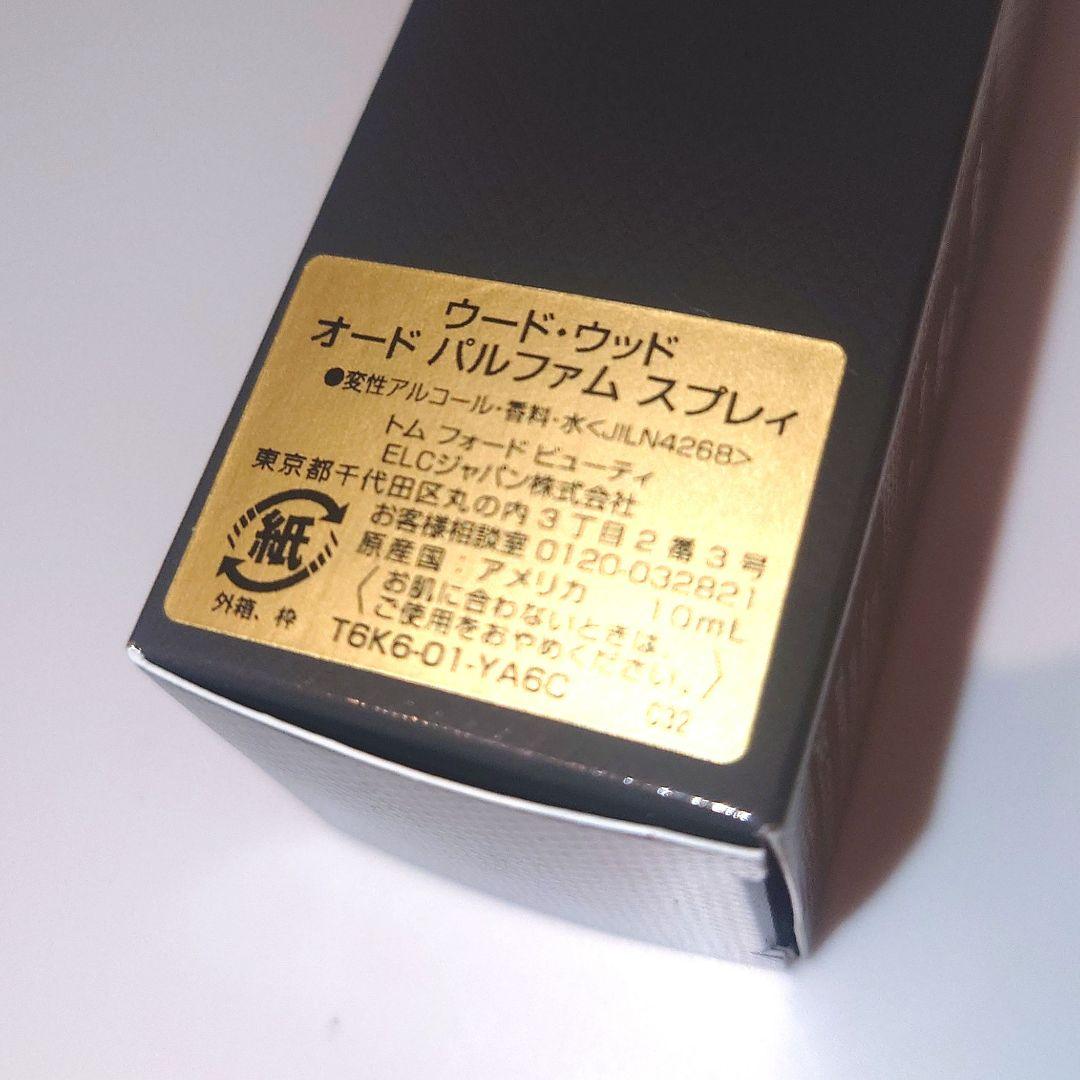 ウード・ウッド
オード パルファム スプレィ
●変性アルコール・香料・水<JILN4268>
トム フォード ビューティ
ELCジャパン株式会社
東京都千代田区丸の内3丁目2番3号
お客様相談室 0120-032821
原産国:アメリカ 10mL
〈お肌に合わないときは、
ご使用をおやめください。〉
紙
外箱、枠
T6K6-01-YA6C
C32